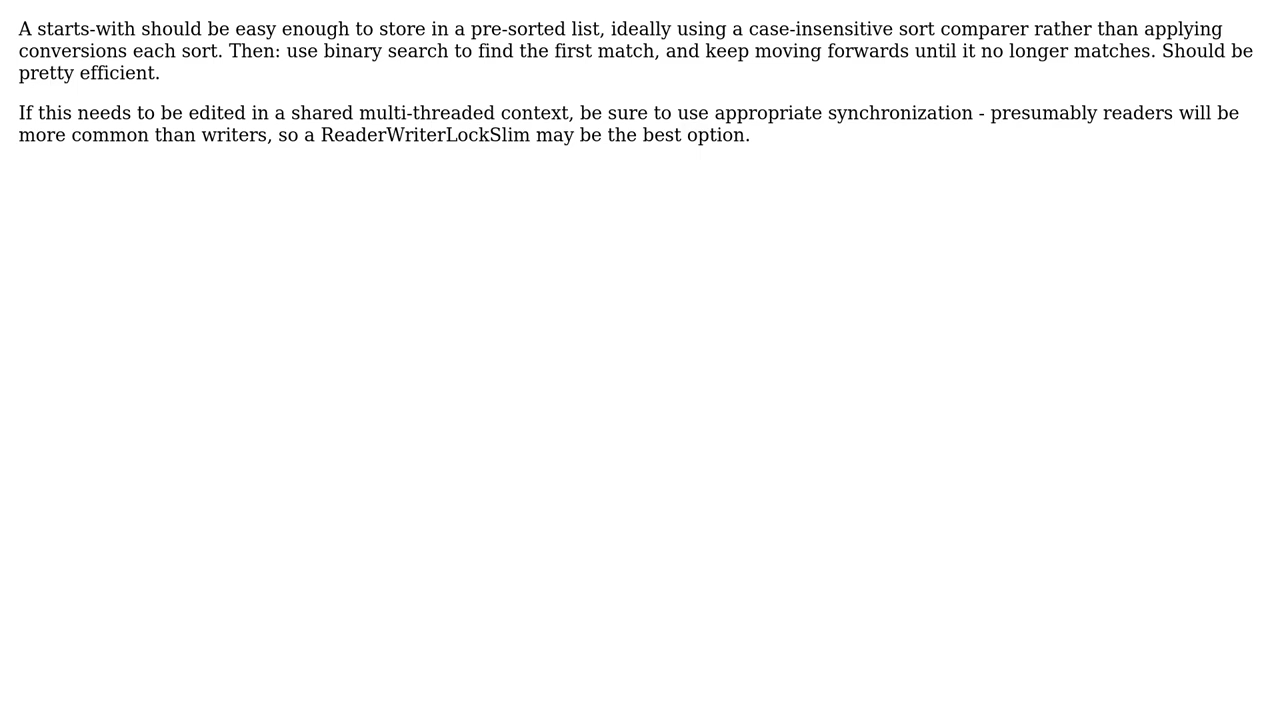 A starts-with should be easy enough to store in a pre-sorted list, ideally using a case-insensitive sort comparer rather than applying
conversions each sort. Then: use binary search to find the first match, and keep moving forwards until it no longer matches. Should be
pretty efficient.
If this needs to be edited in a shared multi-threaded context, be sure to use appropriate synchronization - presumably readers will be
more common than writers, so a ReaderWriterLockSlim may be the best option.